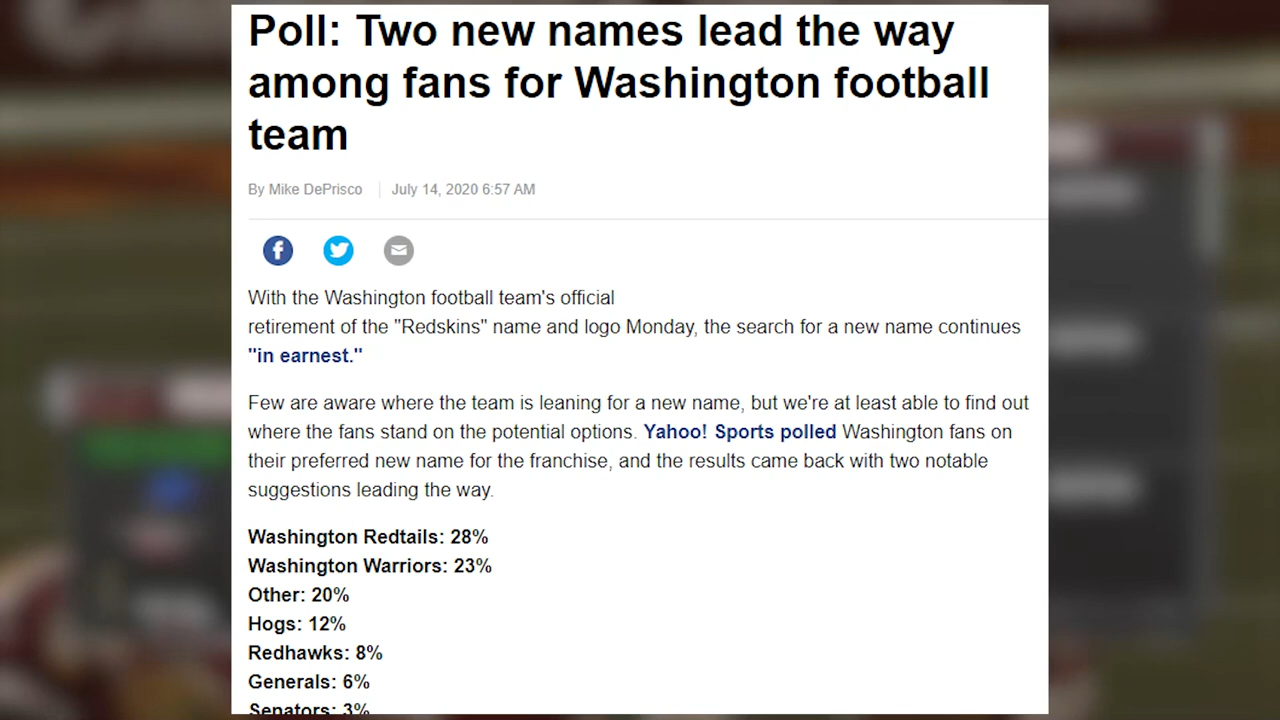 Poll: Two new names lead the way
among fans for Washington football
team
By Mike DePrisco | July 14, 2020 6:57 AM
With the Washington football team's official
retirement of the "Redskins" name and logo Monday, the search for a new name continues
"in earnest."
Few are aware where the team is leaning for a new name, but we're at least able to find out
where the fans stand on the potential options. Yahoo! Sports polled Washington fans on
their preferred new name for the franchise, and the results came back with two notable
suggestions leading the way.
Washington Redtails: 28%
Washington Warriors: 23%
Other: 20%
Hogs: 12%
Redhawks: 8%
Generals: 6%
Senators: 3%